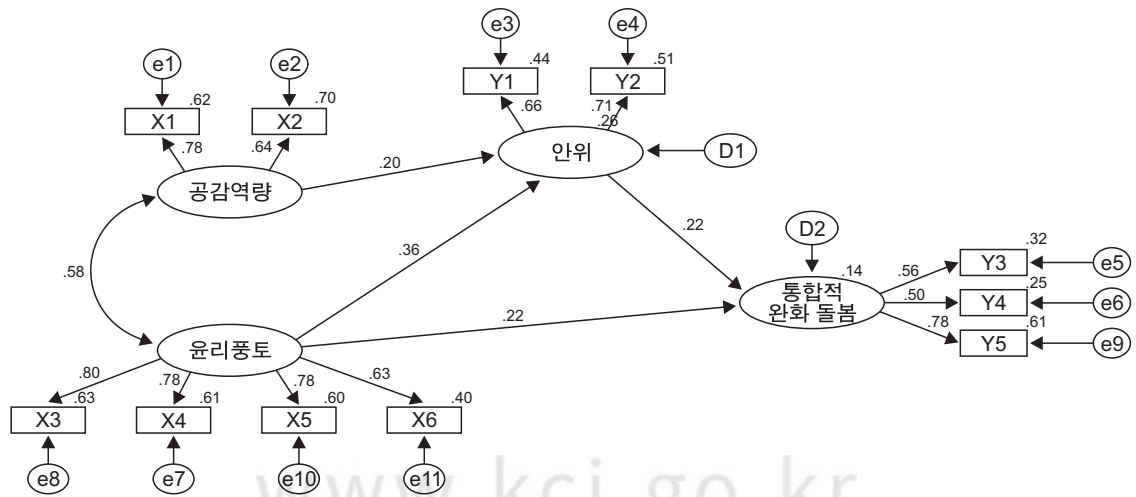 e3
e4
.44
.51
Y1
Y2
e1
e2
.62
.70
X1
X2
.66
.71
.26
.78
.64
안위
D1
공감역량
.20
.58
.36
.22
D2
.14
통합적
완화 돌봄
.32
.56
Y3
e5
.25
.50
Y4
e6
.61
.78
Y5
e9
.22
윤리풍토
.80
.78
.78
.63
.63
.61
.60
.40
X3
X4
X5
X6
e8
e7
e10
e11
www.kci.go.kr